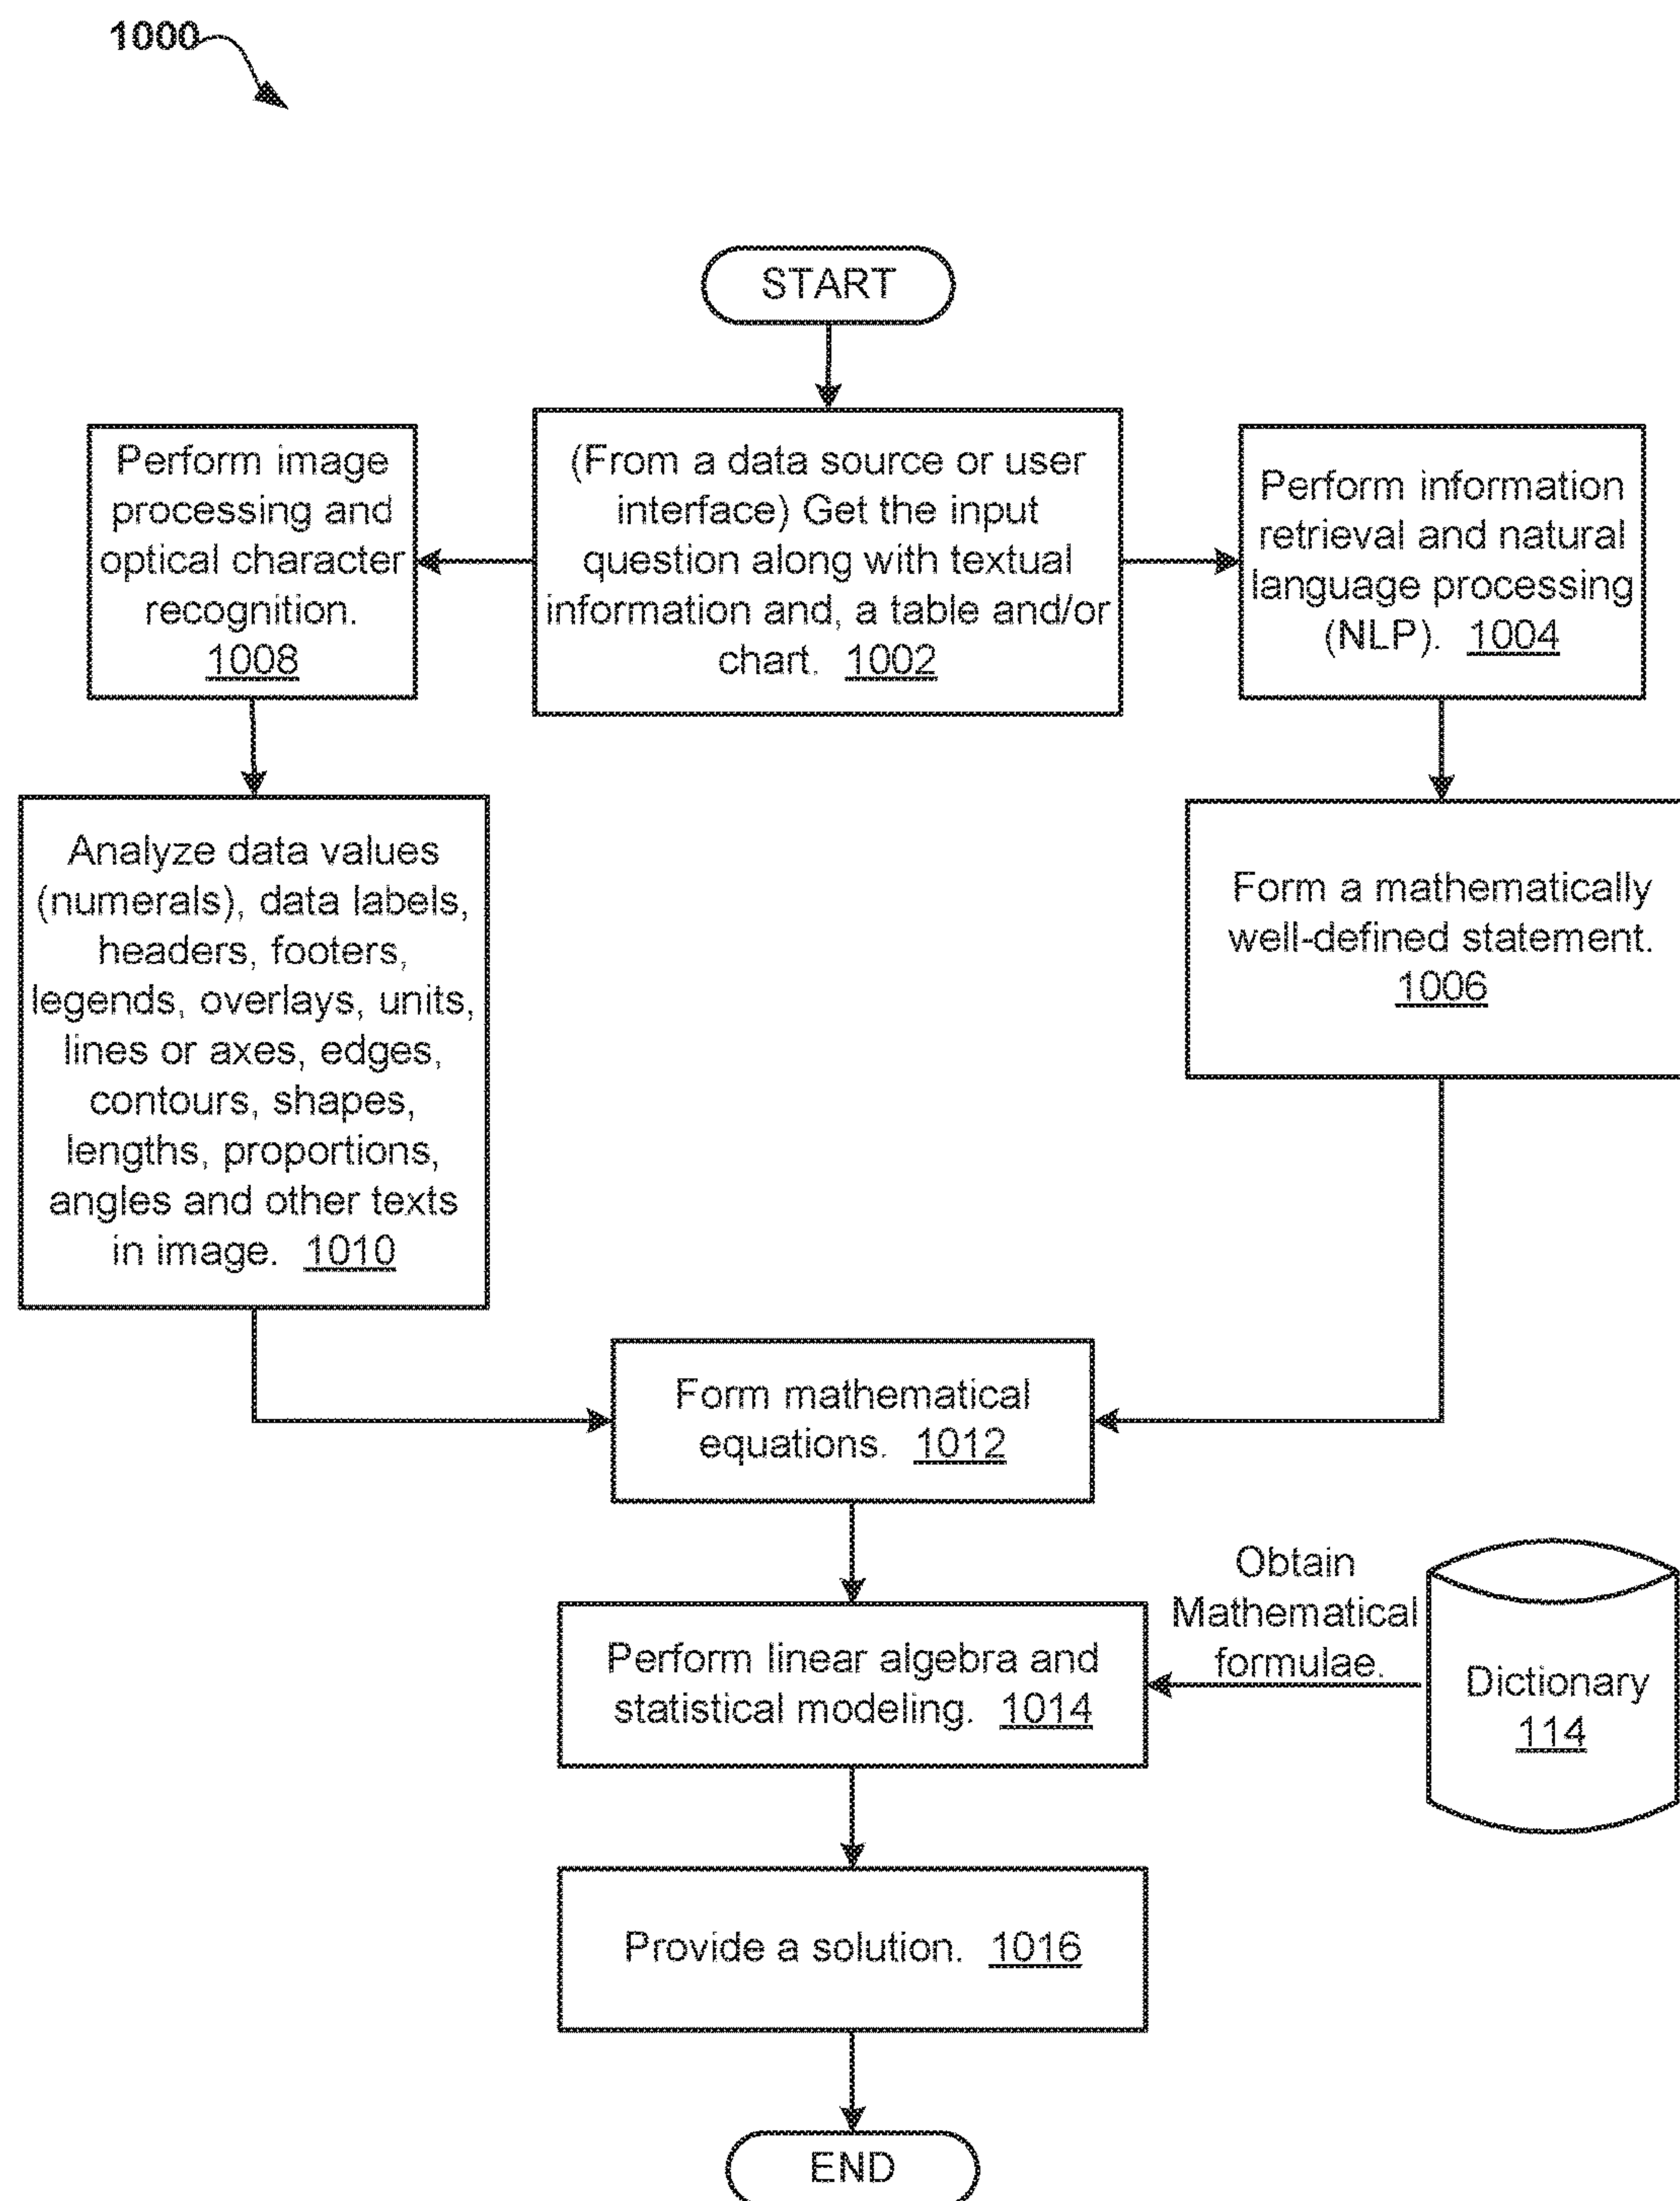 1000
START
(From a data source or user
interface) Get the input
question along with textual
information and, a table and/or
chart. 1002
Perform image
processing and
optical character
recognition.
1008
Perform information
retrieval and natural
language processing
(NLP). 1004
Analyze data values
(numerals), data labels,
headers, footers,
legends, overlays, units,
lines or axes, edges,
contours, shapes,
lengths, proportions,
angles and other texts
in image. 1010
Form a mathematically
well-defined statement.
1006
Form mathematical
equations. 1012
Perform linear algebra and
statistical modeling. 1014
Obtain
Mathematical
formulae.
Dictionary
114
Provide a solution. 1016
END